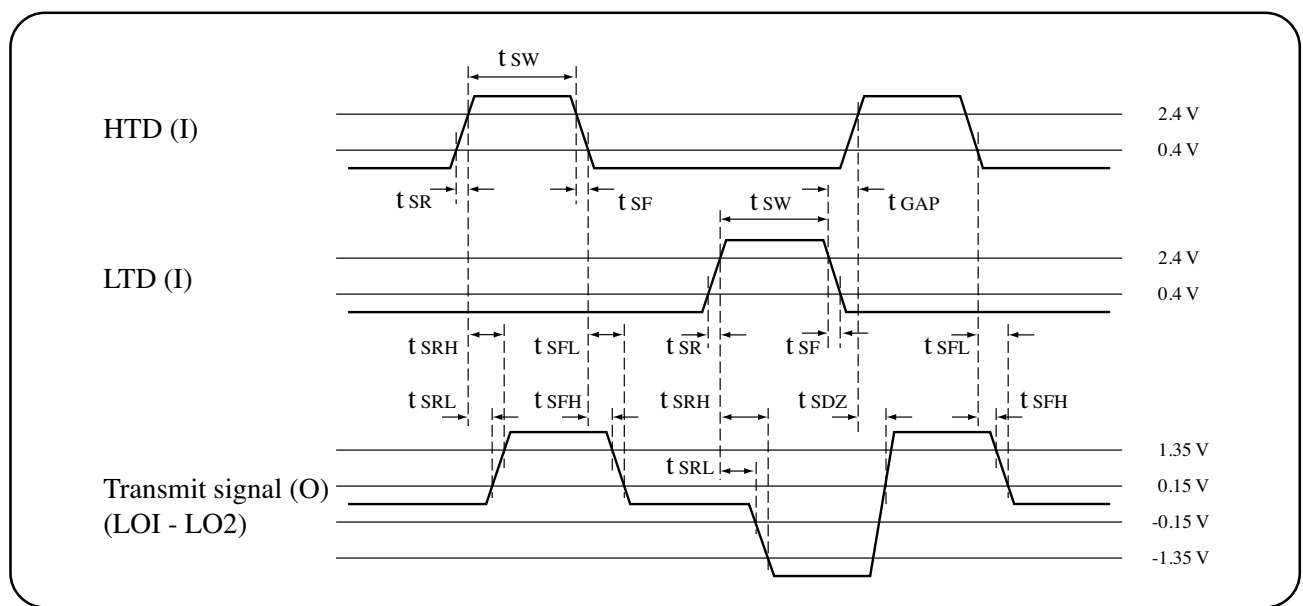 t SW
HTD (I)
2.4 V
0.4 V
t SR
t SF
t SW
t GAP
LTD (I)
2.4 V
0.4 V
t SRH
t SFL
t SR
t SF
t SFL
t SRL
t SFH
t SRH
t SDZ
t SFH
t SRL
1.35 V
Transmit signal (O)
0.15 V
(LOI - LO2)
-0.15 V
-1.35 V